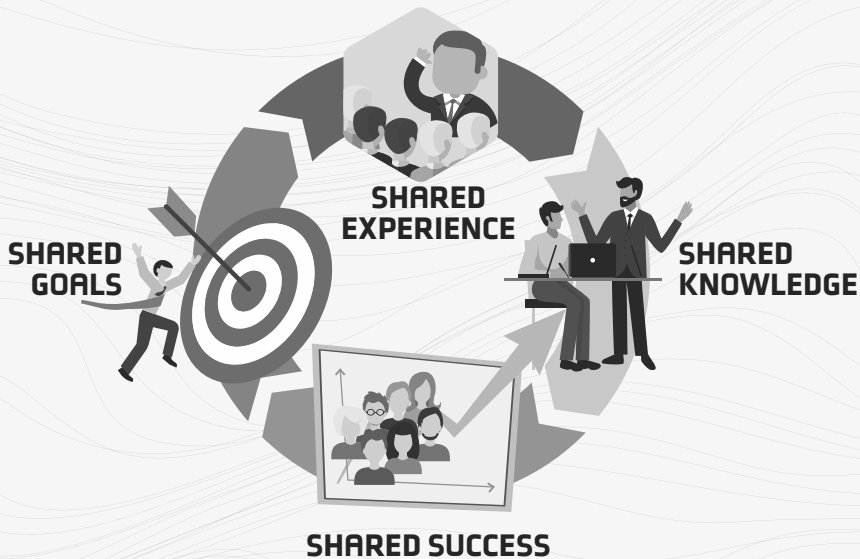 SHARED
EXPERIENCE
SHARED
GOALS
SHARED
KNOWLEDGE
SHARED SUCCESS